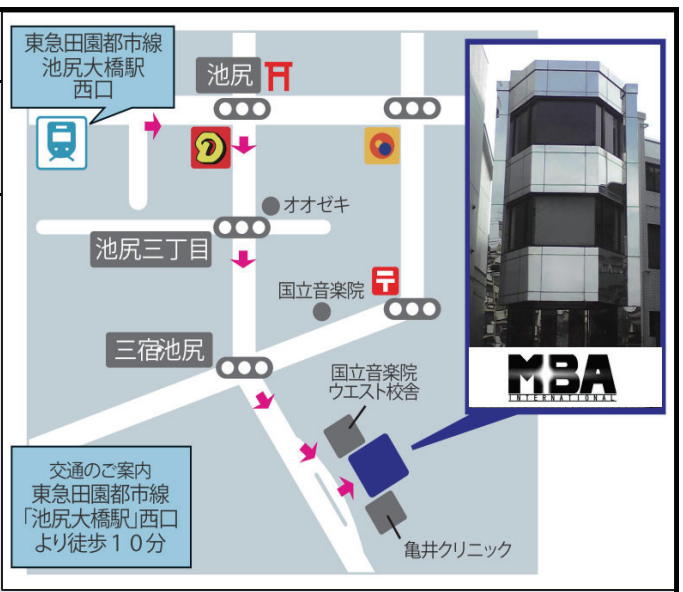 東急田園都市線
池尻大橋駅
西口
池尻
オオゼキ
池尻三丁目
国立音楽院
三宿池尻
国立音楽院
ウエスト校舎
MBA
INTERNATIONAL
交通のご案内
東急田園都市線
「池尻大橋駅」西口
より徒歩10分
亀井クリニック